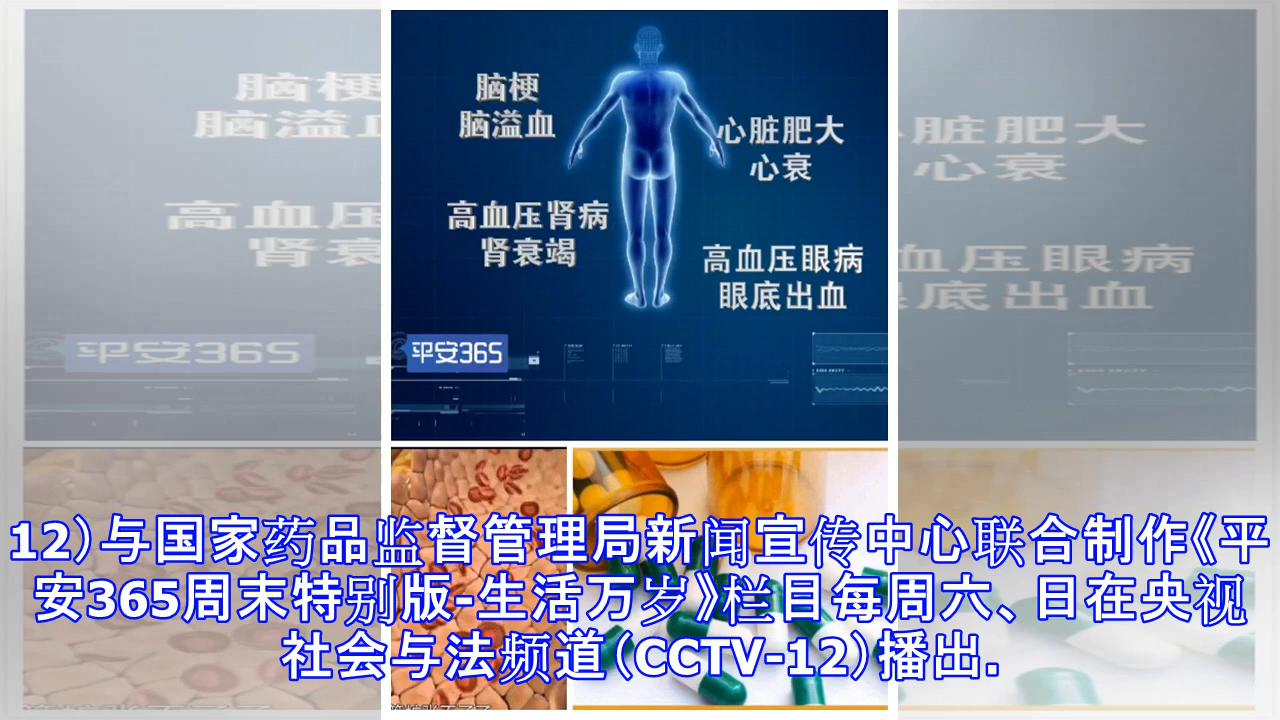 脑梗
脑溢血
心脏肥大
心衰
高血压肾病
肾衰竭
高血压眼病
眼底出血
平安365
12)与国家药品监督管理局新闻宣传中心联合制作《平
安365周末特别版-生活万岁》栏目每周六、日在央视
社会与法频道(CCTV-12)播出.